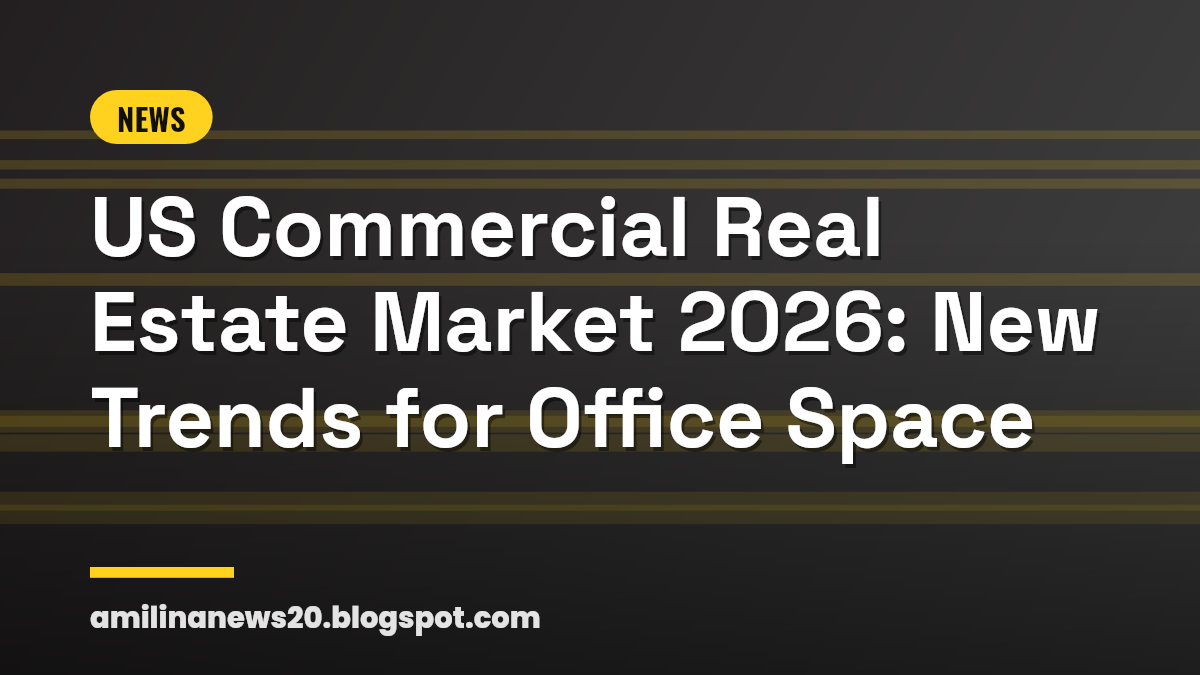 NEWS
US Commercial Real
Estate Market 2026: New
Trends for Office Space
amilinanews20.blogspot.com